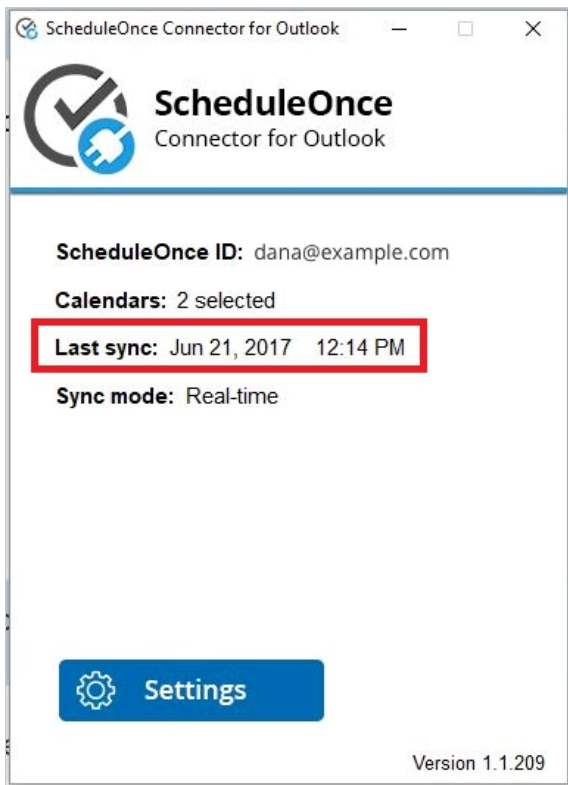 ScheduleOnce Connector for Outlook
ScheduleOnce
Connector for Outlook
ScheduleOnce ID: dana@example.com
Calendars: 2 selected
Last sync: Jun 21, 2017 12:14 PM
Sync mode: Real-time
Settings
Version 1.1.209